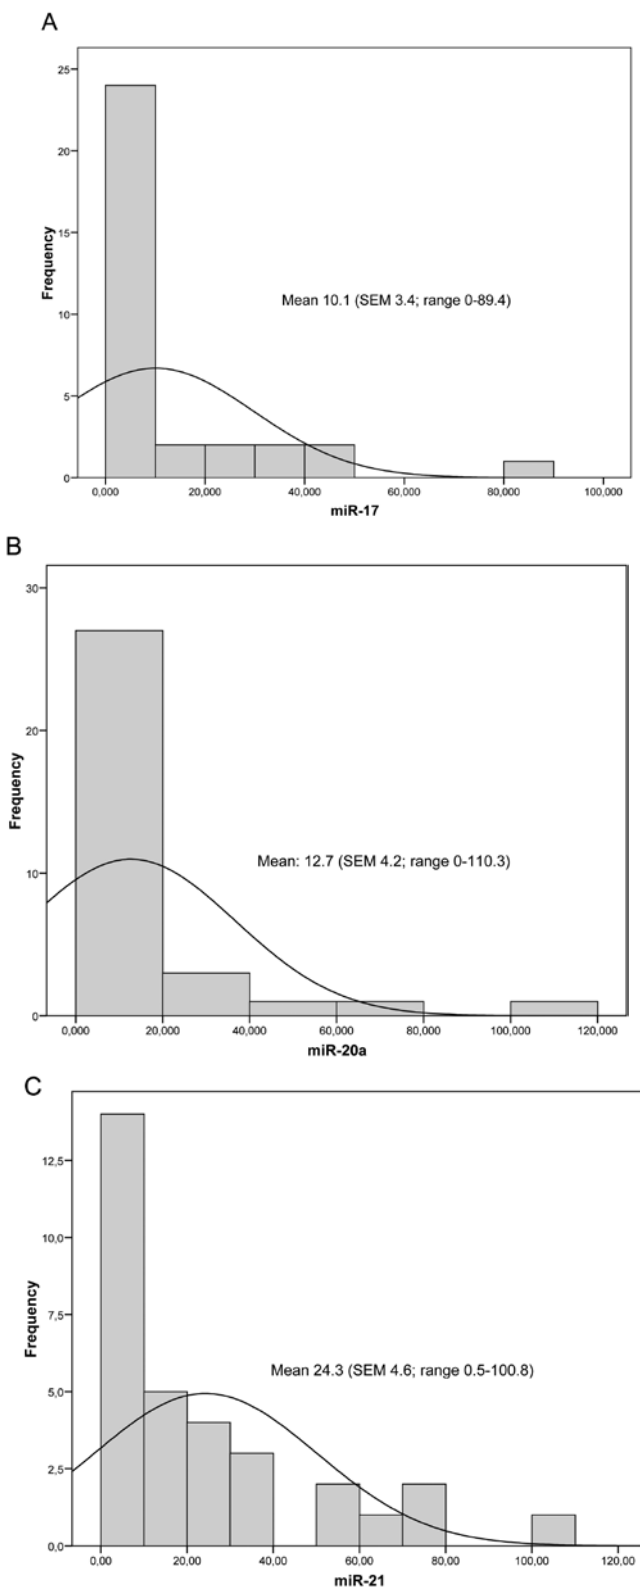 A
25
20
15
10
5
0
Frequency
Mean 10.1 (SEM 3.4; range 0-89.4)
0,000 20,000 40,000 60,000 80,000 100,000
miR-17
B
30
20
10
0
Frequency
Mean: 12.7 (SEM 4.2; range 0-110.3)
0,000 20,000 40,000 60,000 80,000 100,000 120,000
miR-20a
C
12,5
10,0
7,5
5,0
2,5
0,0
Frequency
Mean 24.3 (SEM 4.6; range 0.5-100.8)
0,00 20,00 40,00 60,00 80,00 100,00 120,00
miR-21